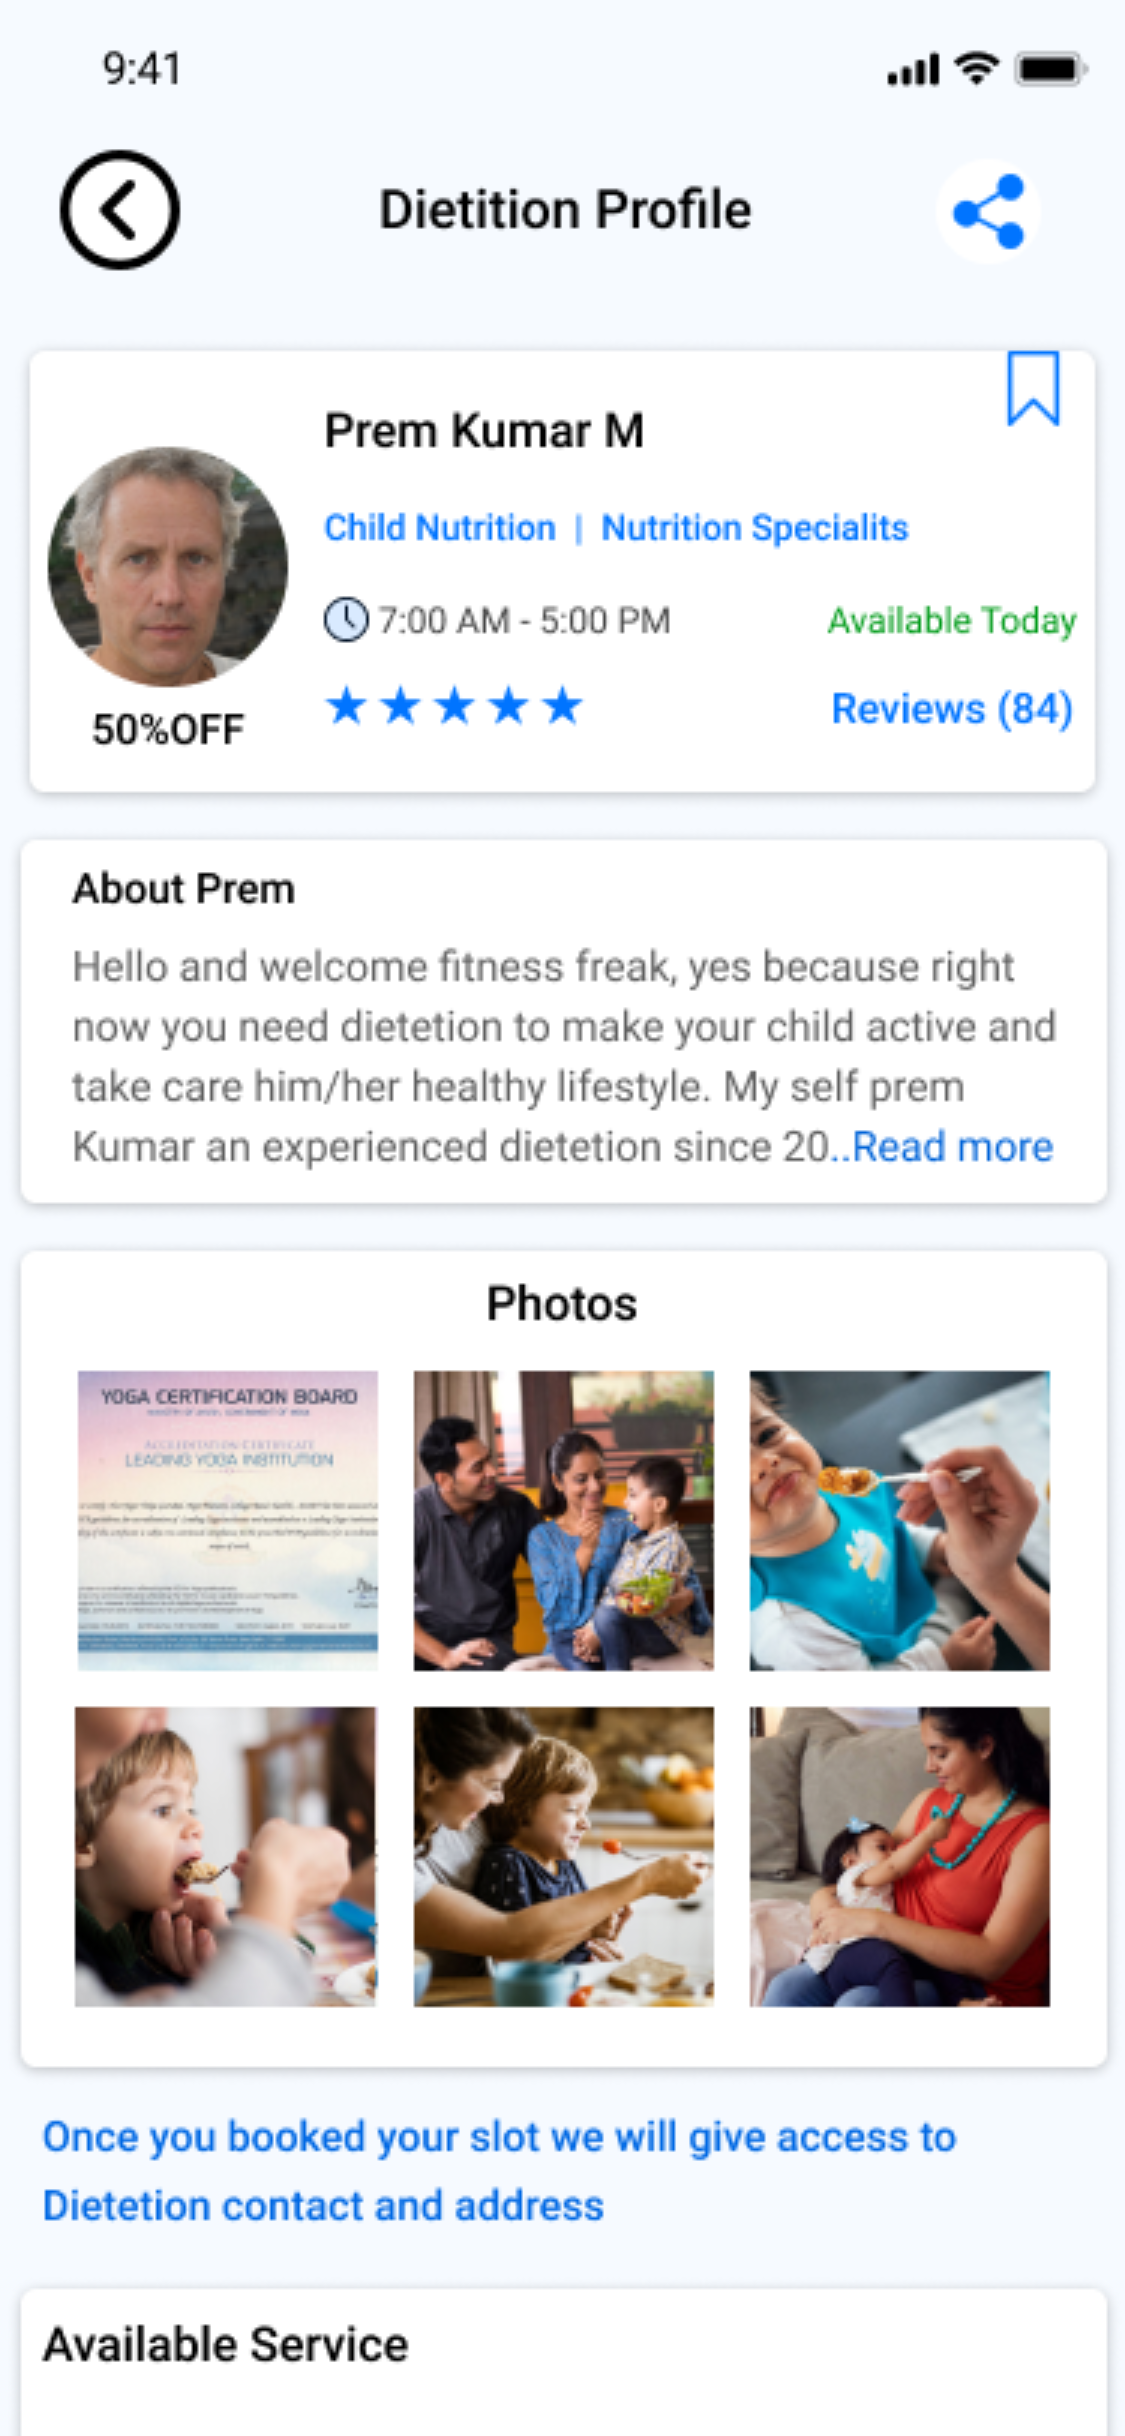 9:41
Dietition Profile
Prem Kumar M
Child Nutrition | Nutrition Specialits
7:00 AM - 5:00 PM
Available Today
50%OFF
Reviews (84)
About Prem
Hello and welcome fitness freak, yes because right
now you need dietetion to make your child active and
take care him/her healthy lifestyle. My self prem
Kumar an experienced dietetion since 20..Read more
Photos
YOGA CERTIFICATION BOARD
ACCREDITATION CERTIFICATE
LEADING YOGA INSTITUTION
Once you booked your slot we will give access to
Dietetion contact and address
Available Service